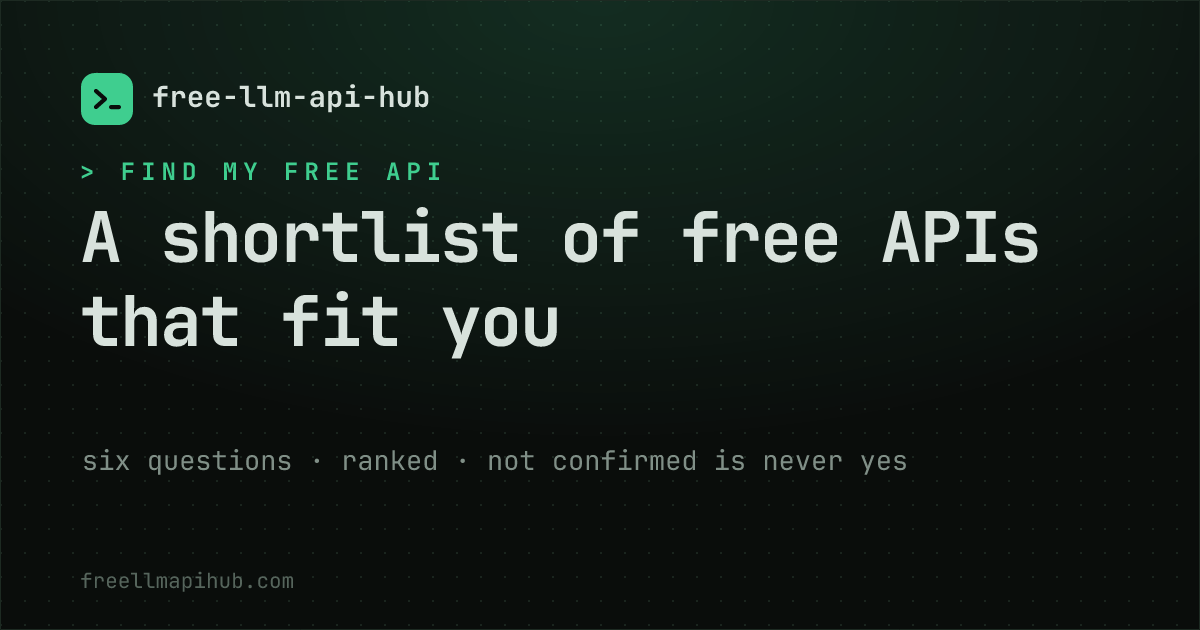 free-llm-api-hub
> FIND MY FREE API
A shortlist of free APIs
that fit you
six questions · ranked · not confirmed is never yes
freellmapihub.com